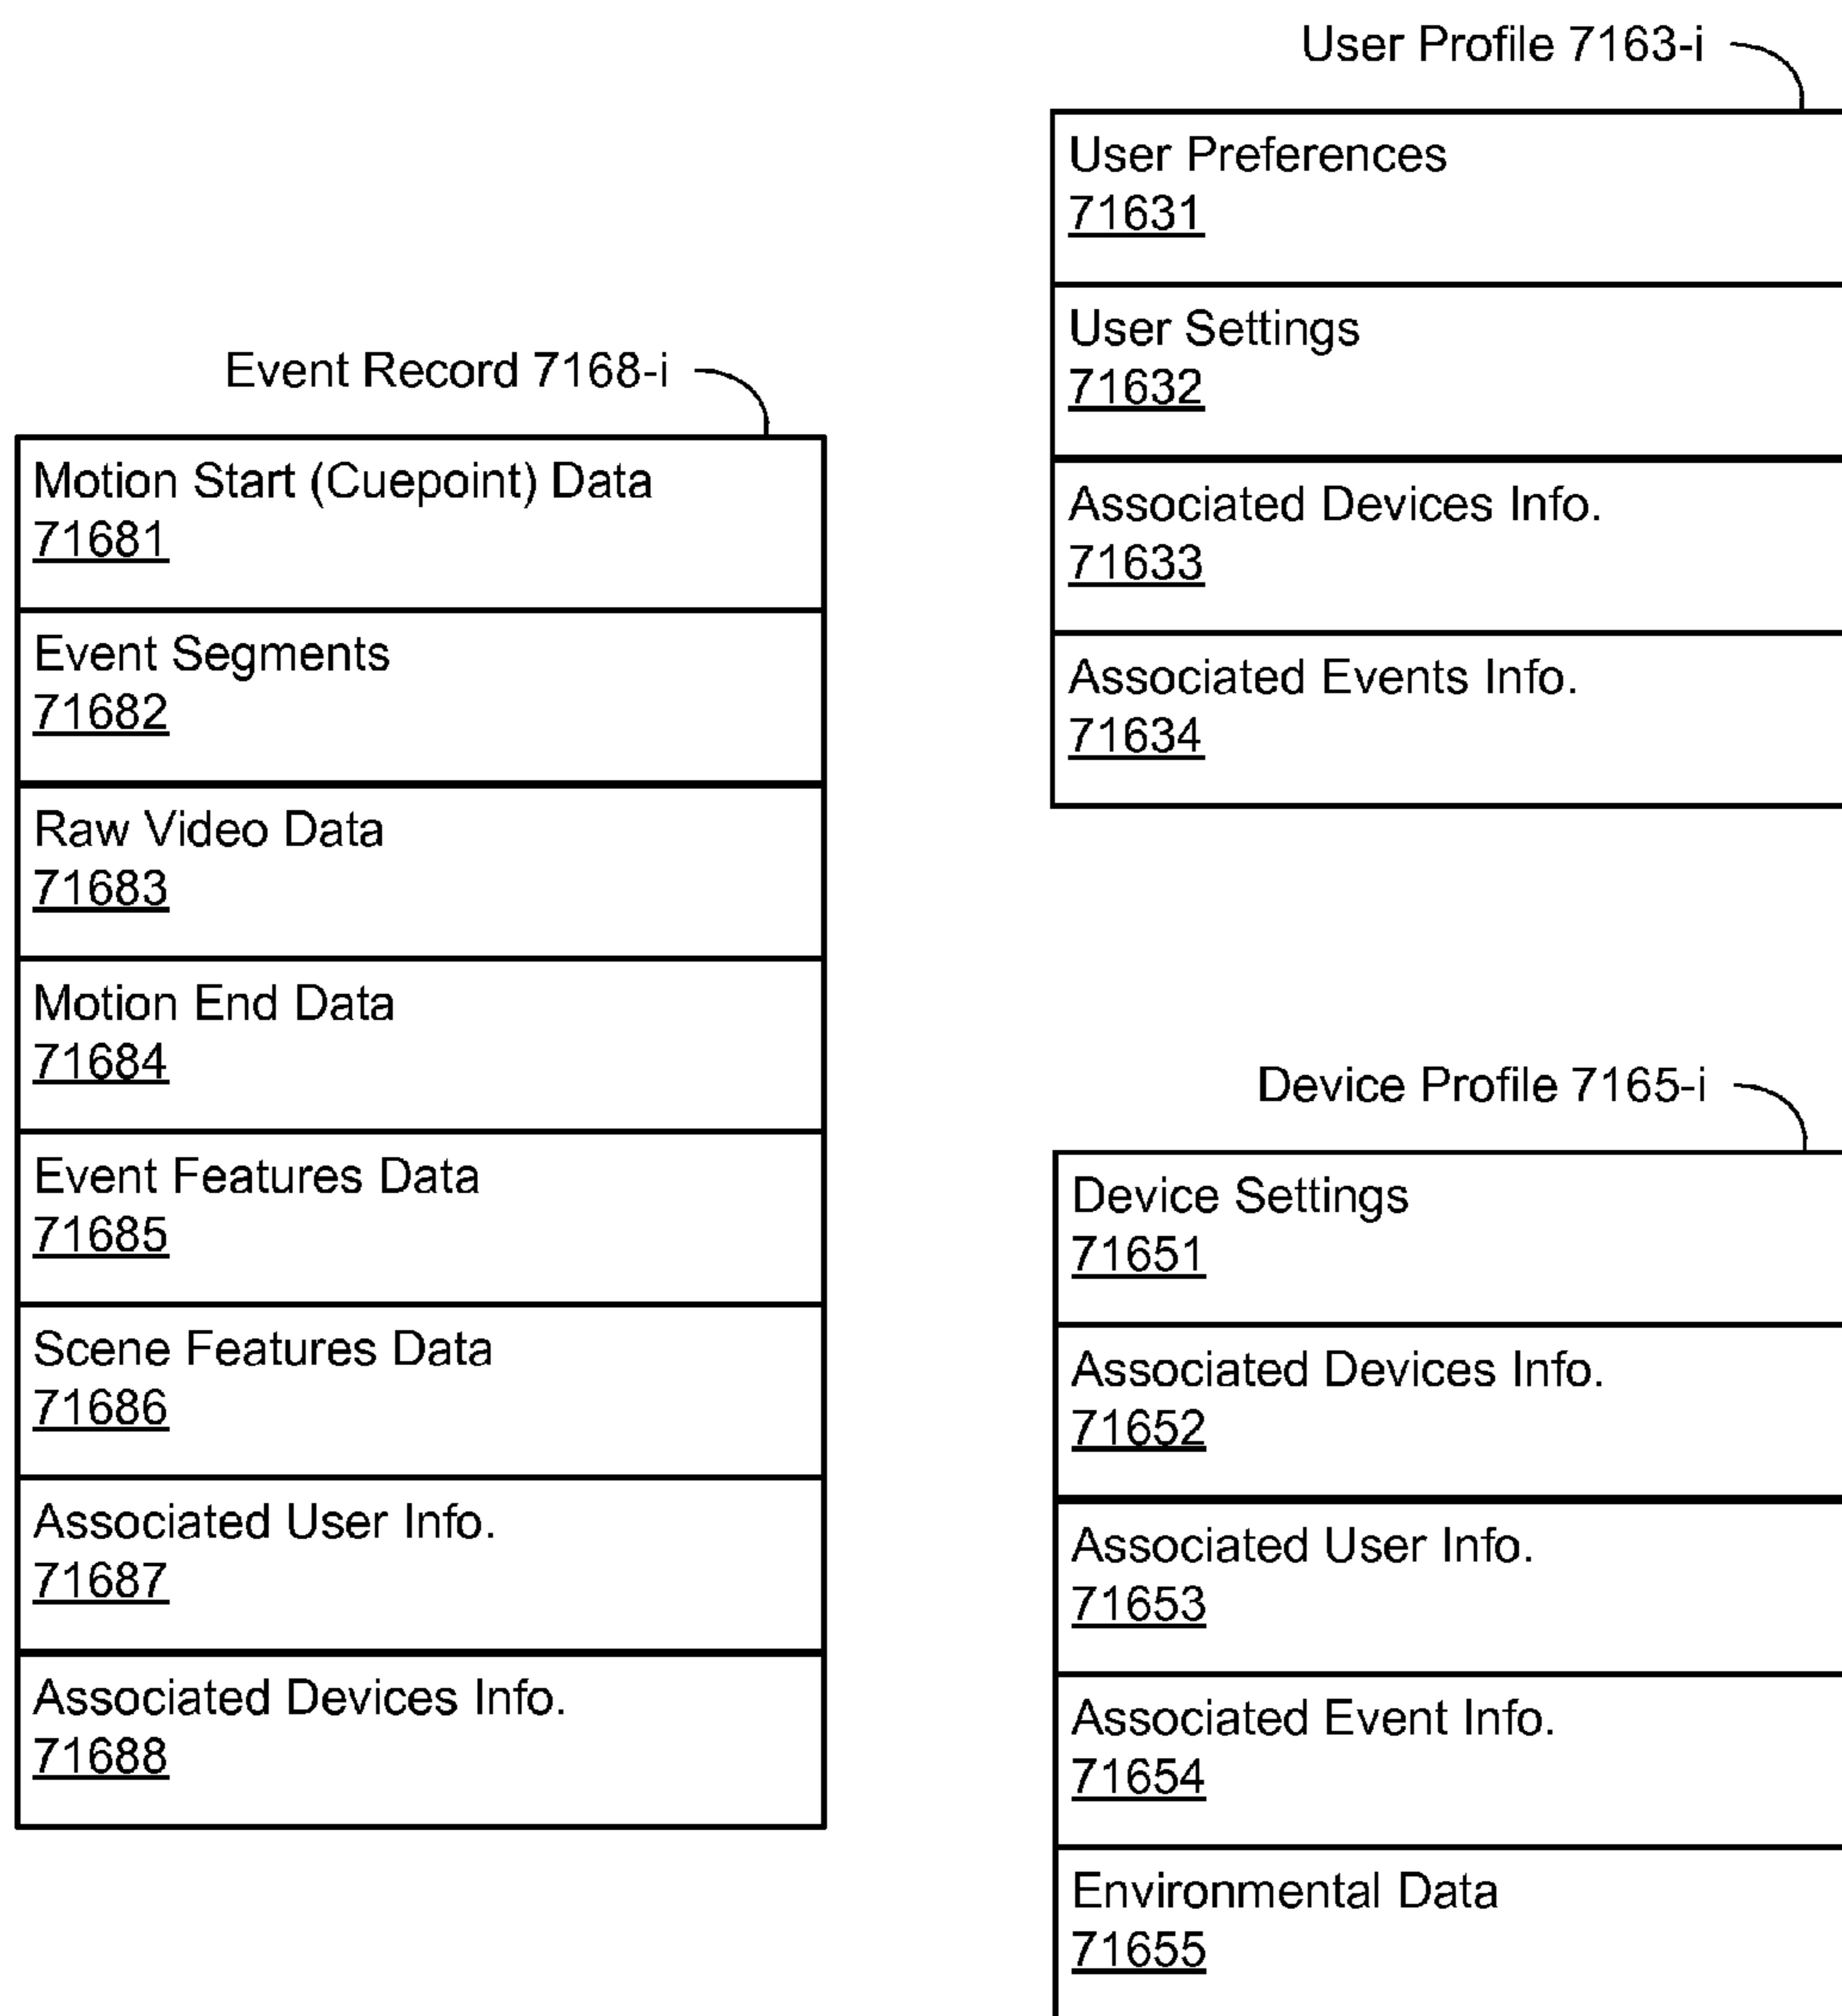 Event Record 7168-i
Motion Start (Cuepoint) Data
71681
Event Segments
71682
Raw Video Data
71683
Motion End Data
71684
Event Features Data
71685
Scene Features Data
71686
Associated User Info.
71687
Associated Devices Info.
71688
User Profile 7163-i
User Preferences
71631
User Settings
71632
Associated Devices Info.
71633
Associated Events Info.
71634
Device Profile 7165-i
Device Settings
71651
Associated Devices Info.
71652
Associated User Info.
71653
Associated Event Info.
71654
Environmental Data
71655